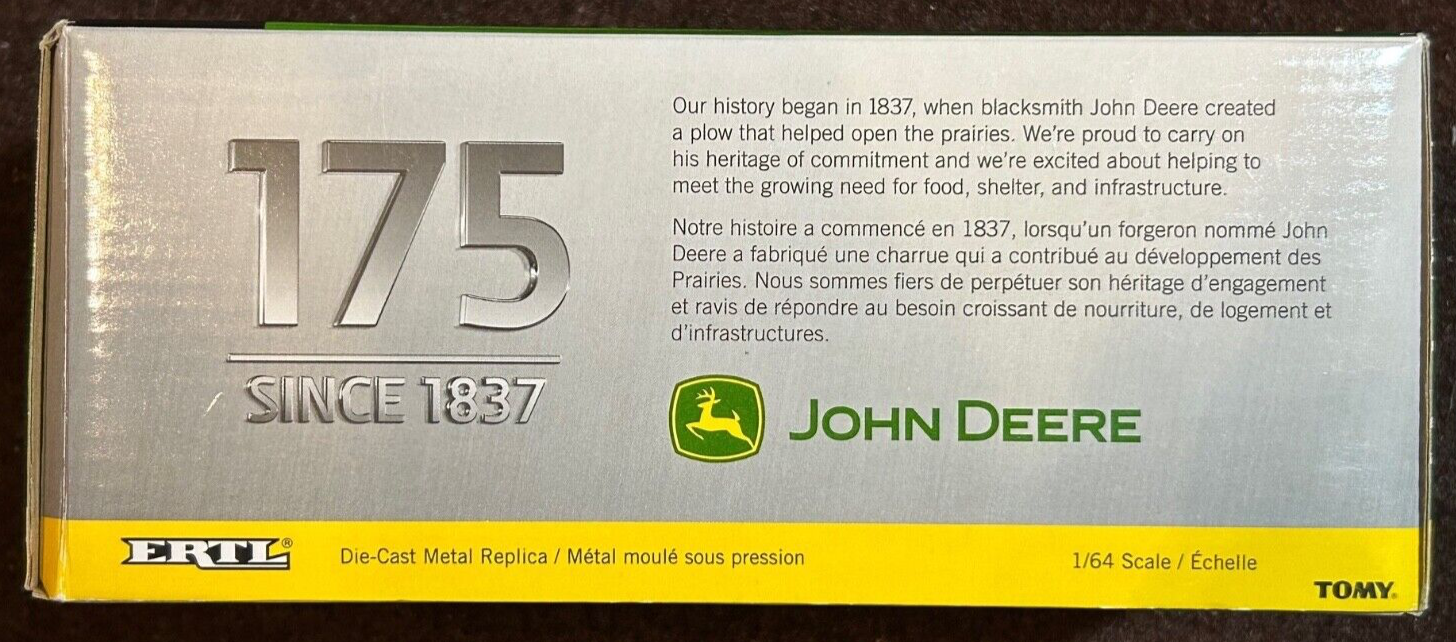 175
SINCE 1837
Our history began in 1837, when blacksmith John Deere created
a plow that helped open the prairies. We're proud to carry on
his heritage of commitment and we're excited about helping to
meet the growing need for food, shelter, and infrastructure.
Notre histoire a commencé en 1837, lorsqu'un forgeron nommé John
Deere a fabriqué une charrue qui a contribué au développement des
Prairies. Nous sommes fiers de perpétuer son héritage d'engagement
et ravis de répondre au besoin croissant de nourriture, de logement et
d'infrastructures.
JOHN DEERE
ERTL®
Die-Cast Metal Replica / Métal moulé sous pression
1/64 Scale / Échelle
TOMY®